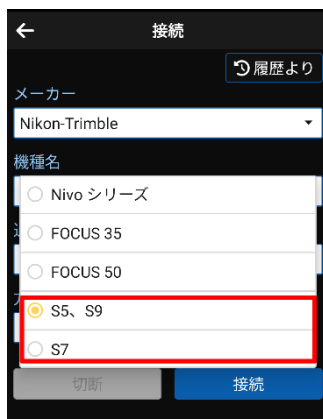 接続
履歴より
メーカー
Nikon-Trimble
機種名
Nivo シリーズ
FOCUS 35
FOCUS 50
S5、S9
S7
切断
接続